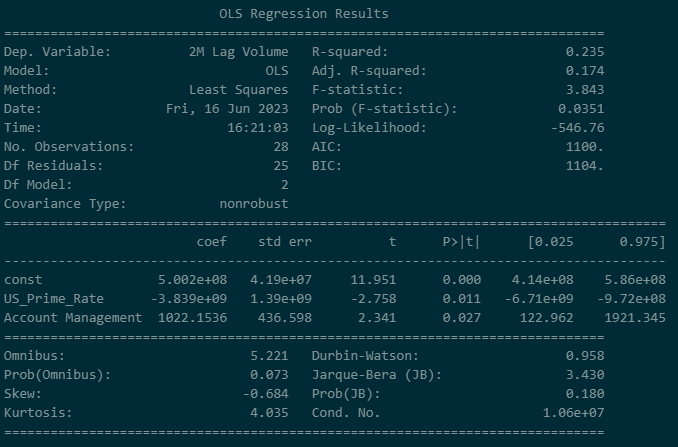 OLS Regression Results
==============================================================================
Dep. Variable: 2M Lag Volume R-squared: 0.235
Model: OLS Adj. R-squared: 0.174
Method: Least Squares F-statistic: 3.843
Date: Fri, 16 Jun 2023 Prob (F-statistic): 0.0351
Time: 16:21:03 Log-Likelihood: -546.76
No. Observations: 28 AIC: 1100.
Df Residuals: 25 BIC: 1104.
Df Model: 2
Covariance Type: nonrobust
======================================================================================
coef std err t P>|t| [0.025 0.975]
--------------------------------------------------------------------------------------
const 5.002e+08 4.19e+07 11.951 0.000 4.14e+08 5.86e+08
US_Prime_Rate -3.839e+09 1.39e+09 -2.758 0.011 -6.71e+09 -9.72e+08
Account Management 1022.1536 436.598 2.341 0.027 122.962 1921.345
==============================================================================
Omnibus: 5.221 Durbin-Watson: 0.958
Prob(Omnibus): 0.073 Jarque-Bera (JB): 3.430
Skew: -0.684 Prob(JB): 0.180
Kurtosis: 4.035 Cond. No. 1.06e+07
==============================================================================